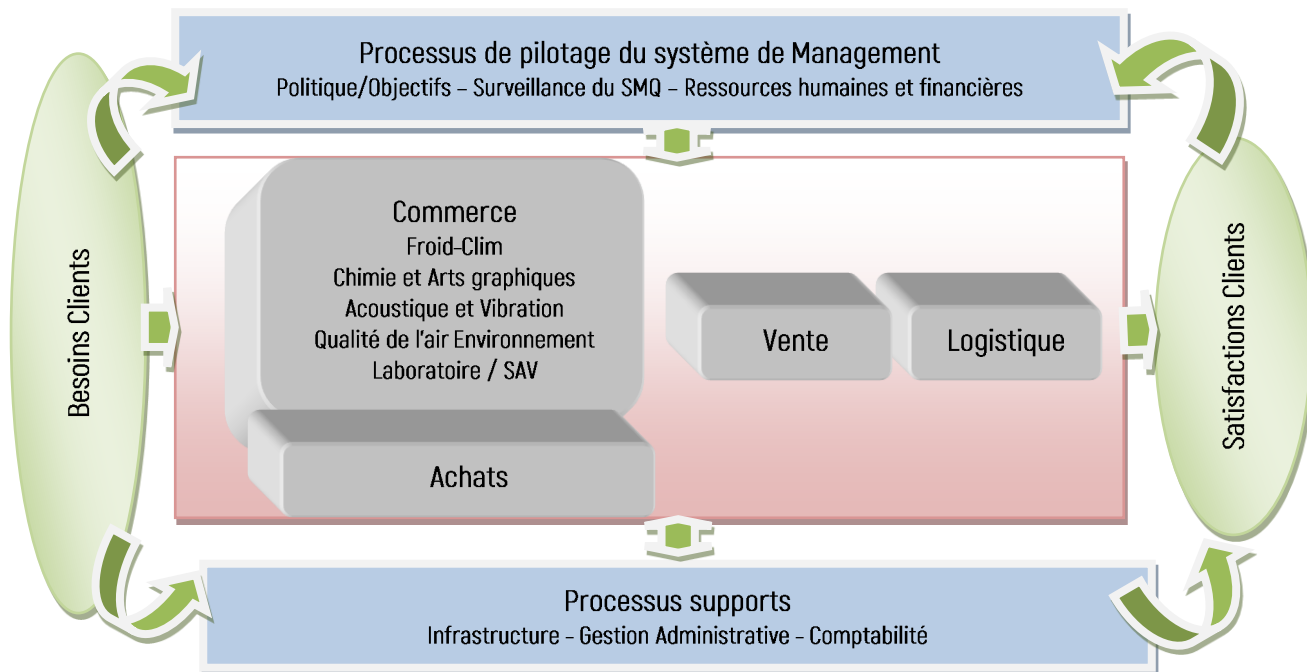 Processus de pilotage du système de Management
Politique/Objectifs – Surveillance du SMQ – Ressources humaines et financières
Besoins Clients
Commerce
Froid-Clim
Chimie et Arts graphiques
Acoustique et Vibration
Qualité de l'air Environnement
Laboratoire / SAV
Achats
Vente
Logistique
Satisfactions Clients
Processus supports
Infrastructure – Gestion Administrative – Comptabilité